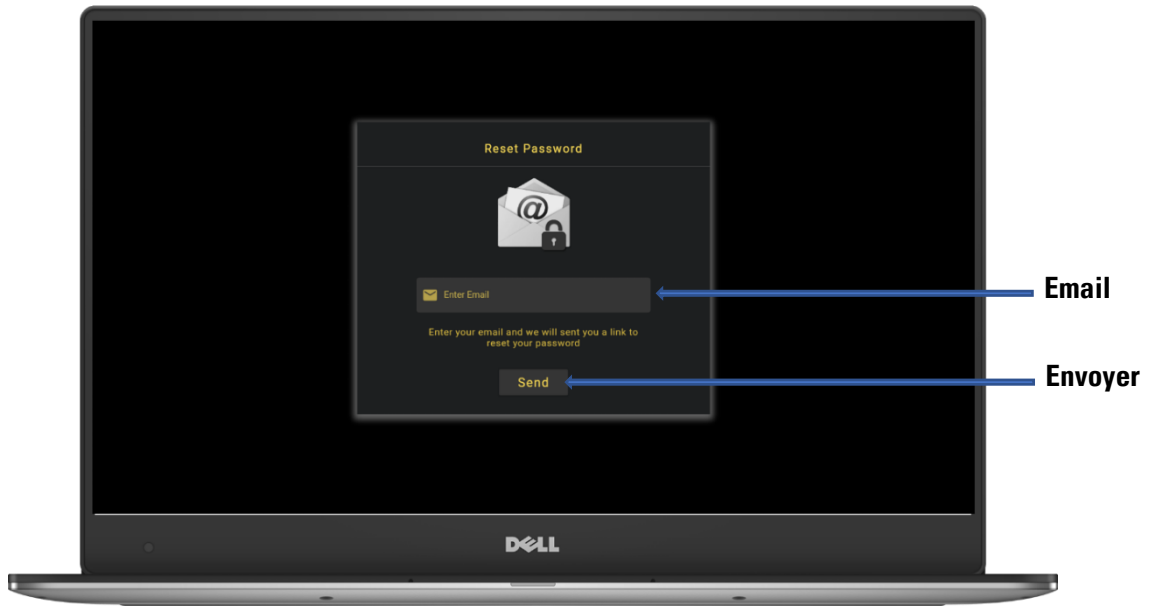 Reset Password
@
Enter Email
Enter your email and we will sent you a link to
reset your password
Send
Email
Envoyer
DELL